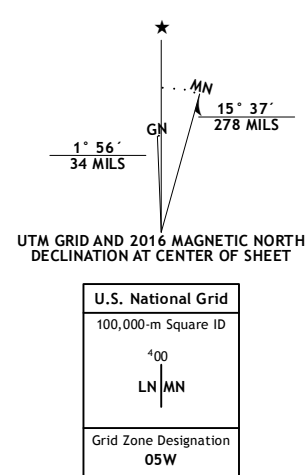 ★
MN
GN
15° 37´
278 MILS
1° 56´
34 MILS
UTM GRID AND 2016 MAGNETIC NORTH
DECLINATION AT CENTER OF SHEET
U.S. National Grid
100,000-m Square ID
⁴00
LN MN
Grid Zone Designation
05W